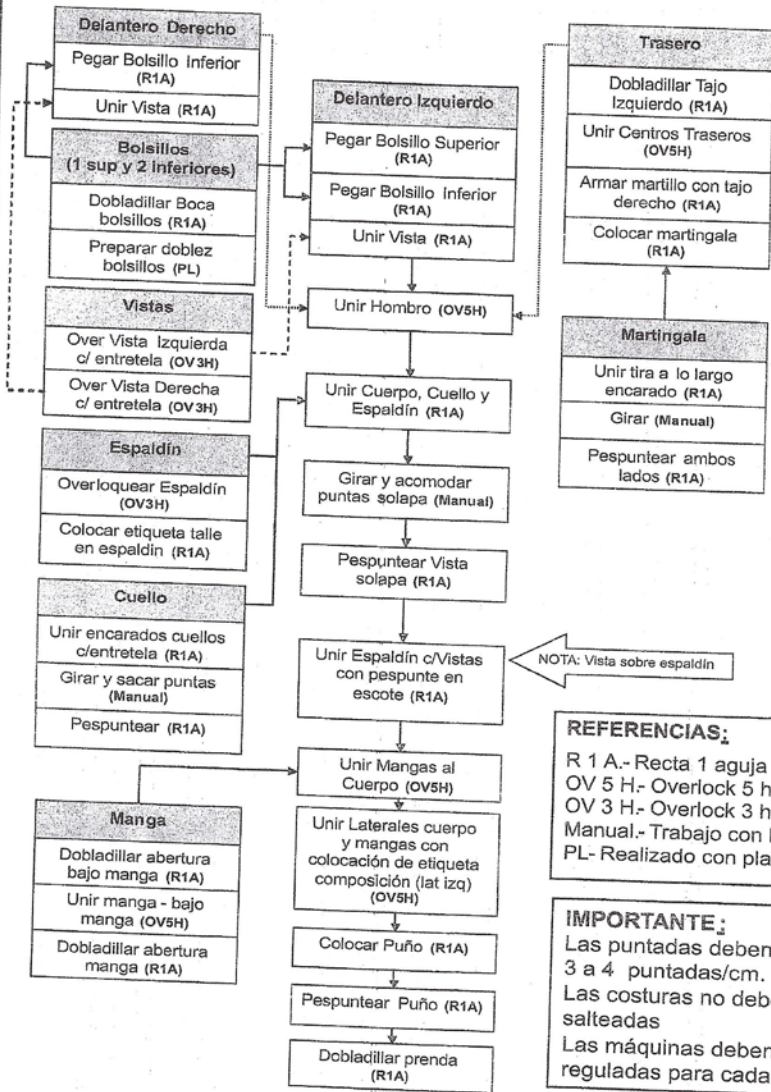 Delantero Derecho
Pegar Bolsillo Inferior
(R1A)
Unir Vista (R1A)
Bolsillos
(1 sup y 2 inferiores)
Dobladillar Boca
bolsillos (R1A)
Preparar doblez
bolsillos (PL)
Vistas
Over Vista Izquierda
c/ entretela (OV3H)
Over Vista Derecha
c/ entretela (OV3H)
Espaldín
Overloquear Espaldín
(OV3H)
Colocar etiqueta talle
en espaldin (R1A)
Cuello
Unir encarados cuellos
c/entretela (R1A)
Girar y sacar puntas
(Manual)
Pespuntear (R1A)
Manga
Dobladillar abertura
bajo manga (R1A)
Unir manga - bajo
manga (OV5H)
Dobladillar abertura
manga (R1A)
Delantero Izquierdo
Pegar Bolsillo Superior
(R1A)
Pegar Bolsillo Inferior
(R1A)
Unir Vista (R1A)
Unir Hombro (OV5H)
Unir Cuerpo, Cuello y
Espaldín (R1A)
Girar y acomodar
puntas solapa (Manual)
Pespuntear Vista
solapa (R1A)
Unir Espaldín c/Vistas
con pespunte en
escote (R1A)
NOTA: Vista sobre espaldín
Unir Mangas al
Cuerpo (OV5H)
Unir Laterales cuerpo
y mangas con
colocación de etiqueta
composición (lat izq)
(OV5H)
Colocar Puño (R1A)
Pespuntear Puño (R1A)
Dobladillar prenda
(R1A)
Trasero
Dobladillar Tajo
Izquierdo (R1A)
Unir Centros Traseros
(OV5H)
Armar martillo con tajo
derecho (R1A)
Colocar martingala
(R1A)
Martingala
Unir tira a lo largo
encarado (R1A)
Girar (Manual)
Pespuntear ambos
lados (R1A)
REFERENCIAS:
R 1 A.- Recta 1 aguja
OV 5 H.- Overlock 5 h
OV 3 H.- Overlock 3 h
Manual.- Trabajo con
PL- Realizado con pla
IMPORTANTE:
Las puntadas deben
3 a 4 puntadas/cm.
Las costuras no debe
salteadas
Las máquinas deben
reguladas para cada